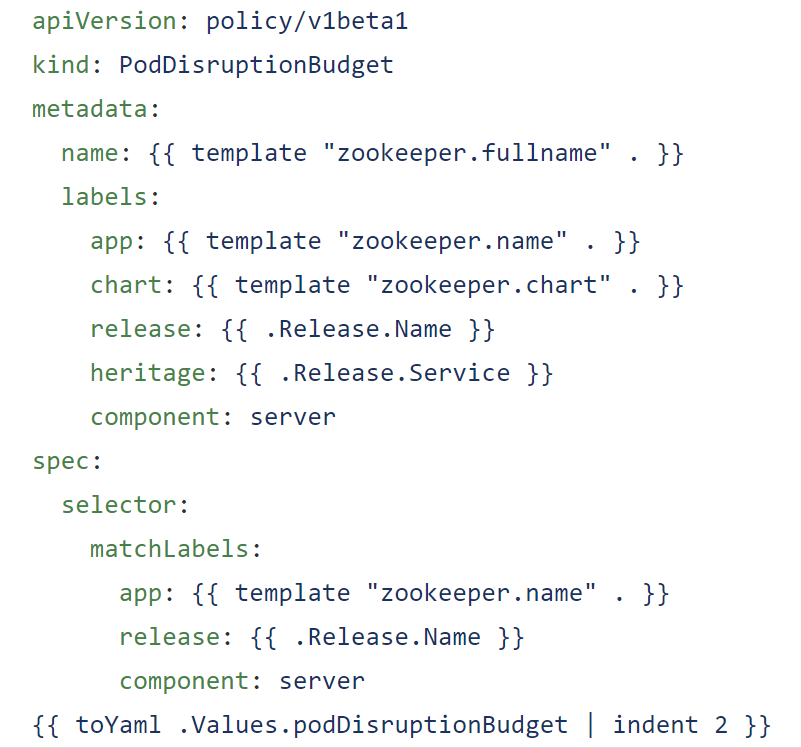 apiVersion: policy/v1beta1
kind: PodDisruptionBudget
metadata:
  name: {{ template "zookeeper.fullname" . }}
  labels:
    app: {{ template "zookeeper.name" . }}
    chart: {{ template "zookeeper.chart" . }}
    release: {{ .Release.Name }}
    heritage: {{ .Release.Service }}
    component: server
spec:
  selector:
    matchLabels:
      app: {{ template "zookeeper.name" . }}
      release: {{ .Release.Name }}
      component: server
{{ toYaml .Values.podDisruptionBudget | indent 2 }}